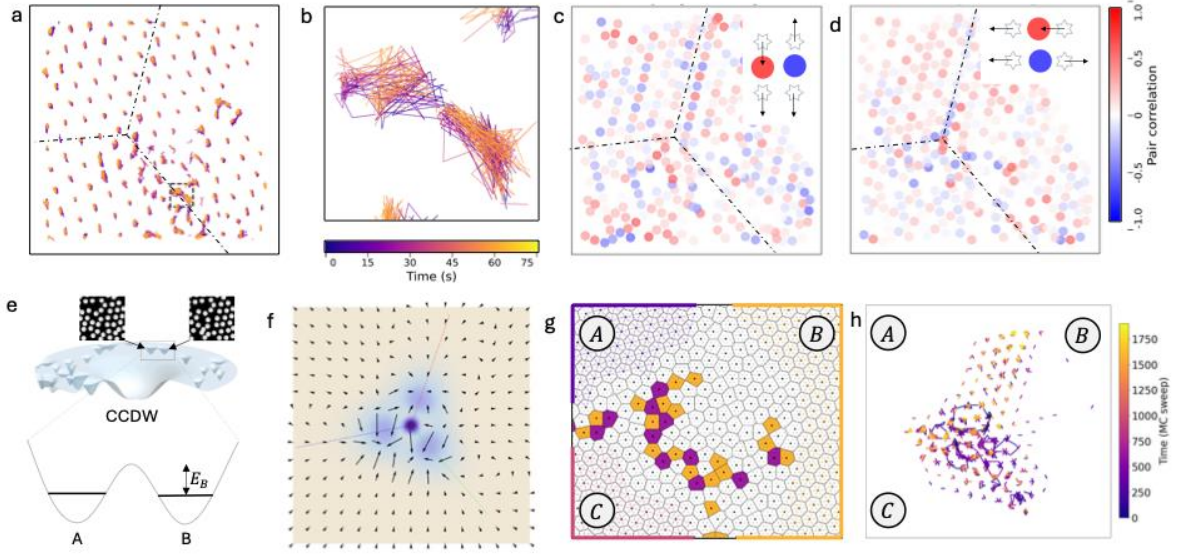 a
b
0 15 30 45 60 75
Time (s)
c
d
1.0
0.5
0
−0.5
−1.0
Pair correlation
e
CCDW
E_B
A B
f
g
A
B
C
h
A
B
C
1750
1500
1250
1000
750
500
250
0
Time (MC sweep)